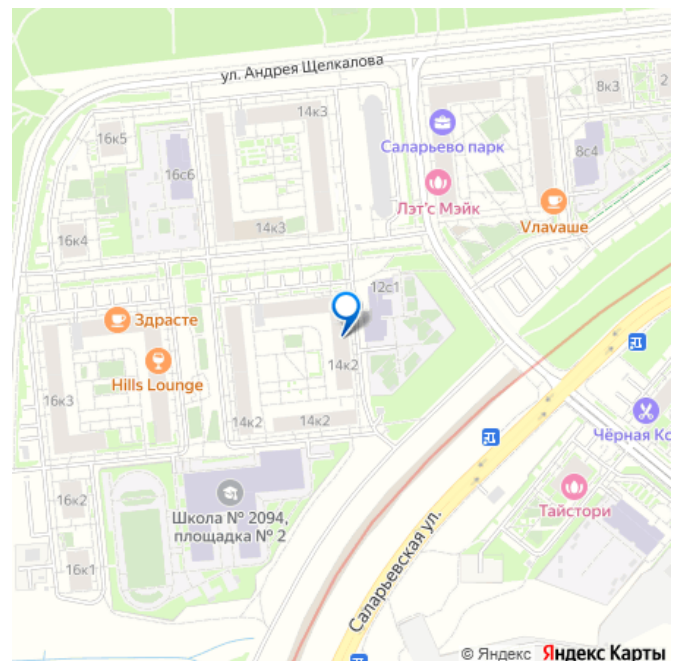 ул. Андрея Щелкалова
8к3
2
14к3
16к5
Саларьево парк
8с4
16с6
Лэт'с Мэйк
Vлаvаше
14к3
16к4
12с1
Здрасте
14к2
Hills Lounge
16к3
14к2
14к2
Чёрная Ко
16к2
Школа № 2094,
площадка № 2
Тайстори
16к1
Саларьевская ул.
© Яндекс Яндекс Карты